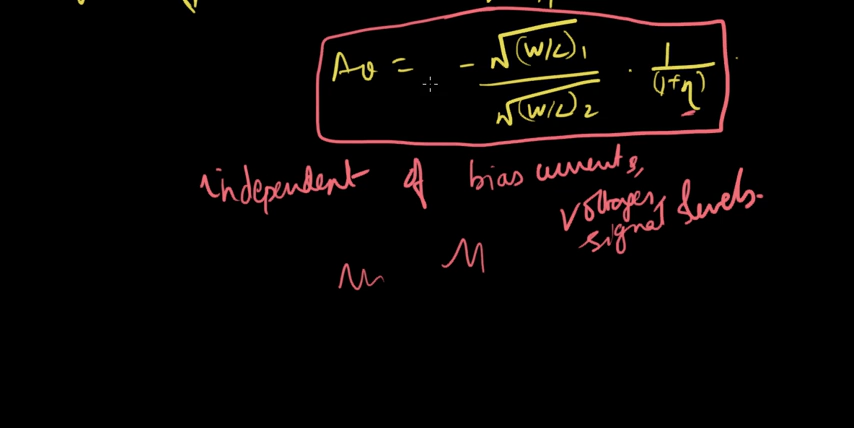 Av = - √(W/L)1 / √(W/L)2 . 1/(1+η) .
independent of bias currents,
voltages, signal levels.